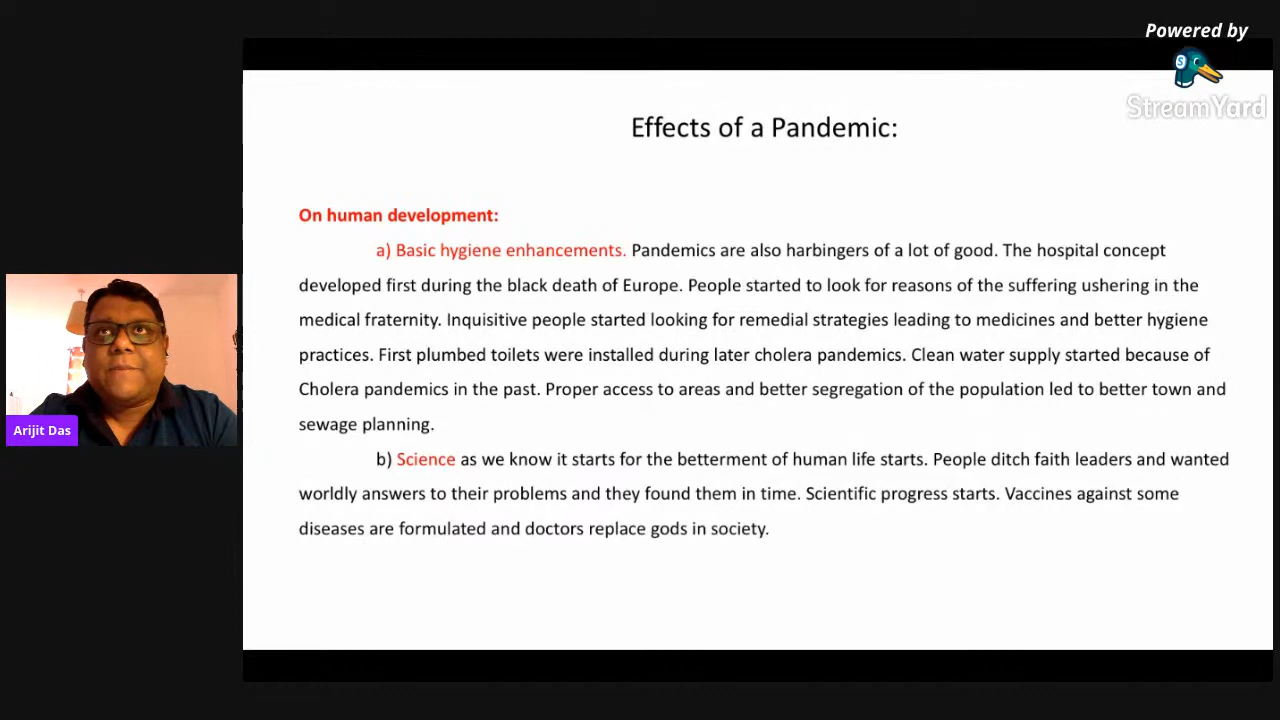 Powered by
StreamYard
Effects of a Pandemic:
On human development:
a) Basic hygiene enhancements. Pandemics are also harbingers of a lot of good. The hospital concept
developed first during the black death of Europe. People started to look for reasons of the suffering ushering in the
medical fraternity. Inquisitive people started looking for remedial strategies leading to medicines and better hygiene
practices. First plumbed toilets were installed during later cholera pandemics. Clean water supply started because of
Cholera pandemics in the past. Proper access to areas and better segregation of the population led to better town and
sewage planning.
b) Science as we know it starts for the betterment of human life starts. People ditch faith leaders and wanted
worldly answers to their problems and they found them in time. Scientific progress starts. Vaccines against some
diseases are formulated and doctors replace gods in society.
Arijit Das